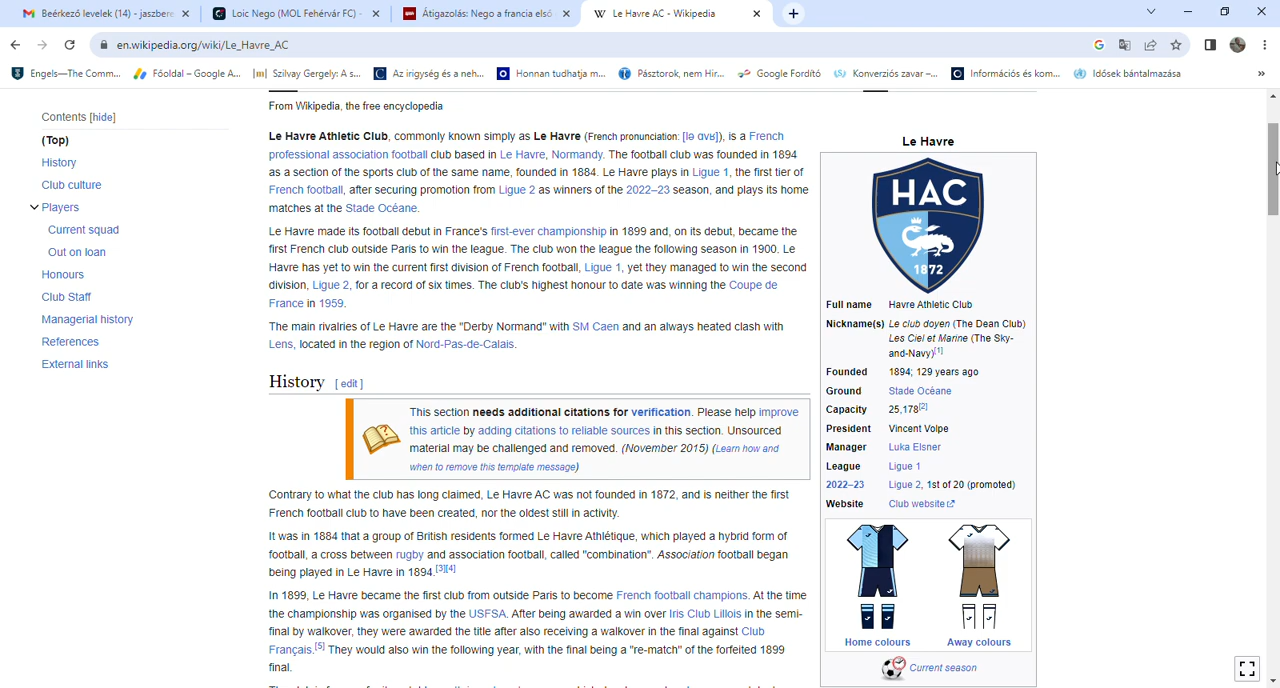 Beérkező levelek (14) - jaszbere
Loic Nego (MOL Fehérvár FC) -
Átigazolás: Nego a francia első
W Le Havre AC - Wikipedia
en.wikipedia.org/wiki/Le_Havre_AC
Engels—The Comm...
Főoldal – Google A...
Szilvay Gergely: A s...
Az irigység és a neh...
Honnan tudhatja m...
Pásztorok, nem Hir...
Google Fordító
Konverziós zavar –...
Információs és kom...
Idősek bántalmazása
»
Contents [hide]
(Top)
History
Club culture
Players
Current squad
Out on loan
Honours
Club Staff
Managerial history
References
External links
From Wikipedia, the free encyclopedia
Le Havre Athletic Club, commonly known simply as Le Havre (French pronunciation: [lə ɑvʁ]), is a French
professional association football club based in Le Havre, Normandy. The football club was founded in 1894
as a section of the sports club of the same name, founded in 1884. Le Havre plays in Ligue 1, the first tier of
French football, after securing promotion from Ligue 2 as winners of the 2022–23 season, and plays its home
matches at the Stade Océane.
Le Havre made its football debut in France's first-ever championship in 1899 and, on its debut, became the
first French club outside Paris to win the league. The club won the league the following season in 1900. Le
Havre has yet to win the current first division of French football, Ligue 1, yet they managed to win the second
division, Ligue 2, for a record of six times. The club's highest honour to date was winning the Coupe de
France in 1959.
The main rivalries of Le Havre are the "Derby Normand" with SM Caen and an always heated clash with
Lens, located in the region of Nord-Pas-de-Calais.
History [ edit ]
This section needs additional citations for verification. Please help improve
this article by adding citations to reliable sources in this section. Unsourced
material may be challenged and removed. (November 2015) (Learn how and
when to remove this template message)
Contrary to what the club has long claimed, Le Havre AC was not founded in 1872, and is neither the first
French football club to have been created, nor the oldest still in activity.
It was in 1884 that a group of British residents formed Le Havre Athlétique, which played a hybrid form of
football, a cross between rugby and association football, called "combination". Association football began
being played in Le Havre in 1894.[3][4]
In 1899, Le Havre became the first club from outside Paris to become French football champions. At the time
the championship was organised by the USFSA. After being awarded a win over Iris Club Lillois in the semi-
final by walkover, they were awarded the title after also receiving a walkover in the final against Club
Français.[5] They would also win the following year, with the final being a "re-match" of the forfeited 1899
final.
Le Havre
HAC
1872
Full name Havre Athletic Club
Nickname(s) Le club doyen (The Dean Club)
Les Ciel et Marine (The Sky-
and-Navy)[1]
Founded 1894; 129 years ago
Ground Stade Océane
Capacity 25,178[2]
President Vincent Volpe
Manager Luka Elsner
League Ligue 1
2022–23 Ligue 2, 1st of 20 (promoted)
Website Club website
Home colours
Away colours
Current season